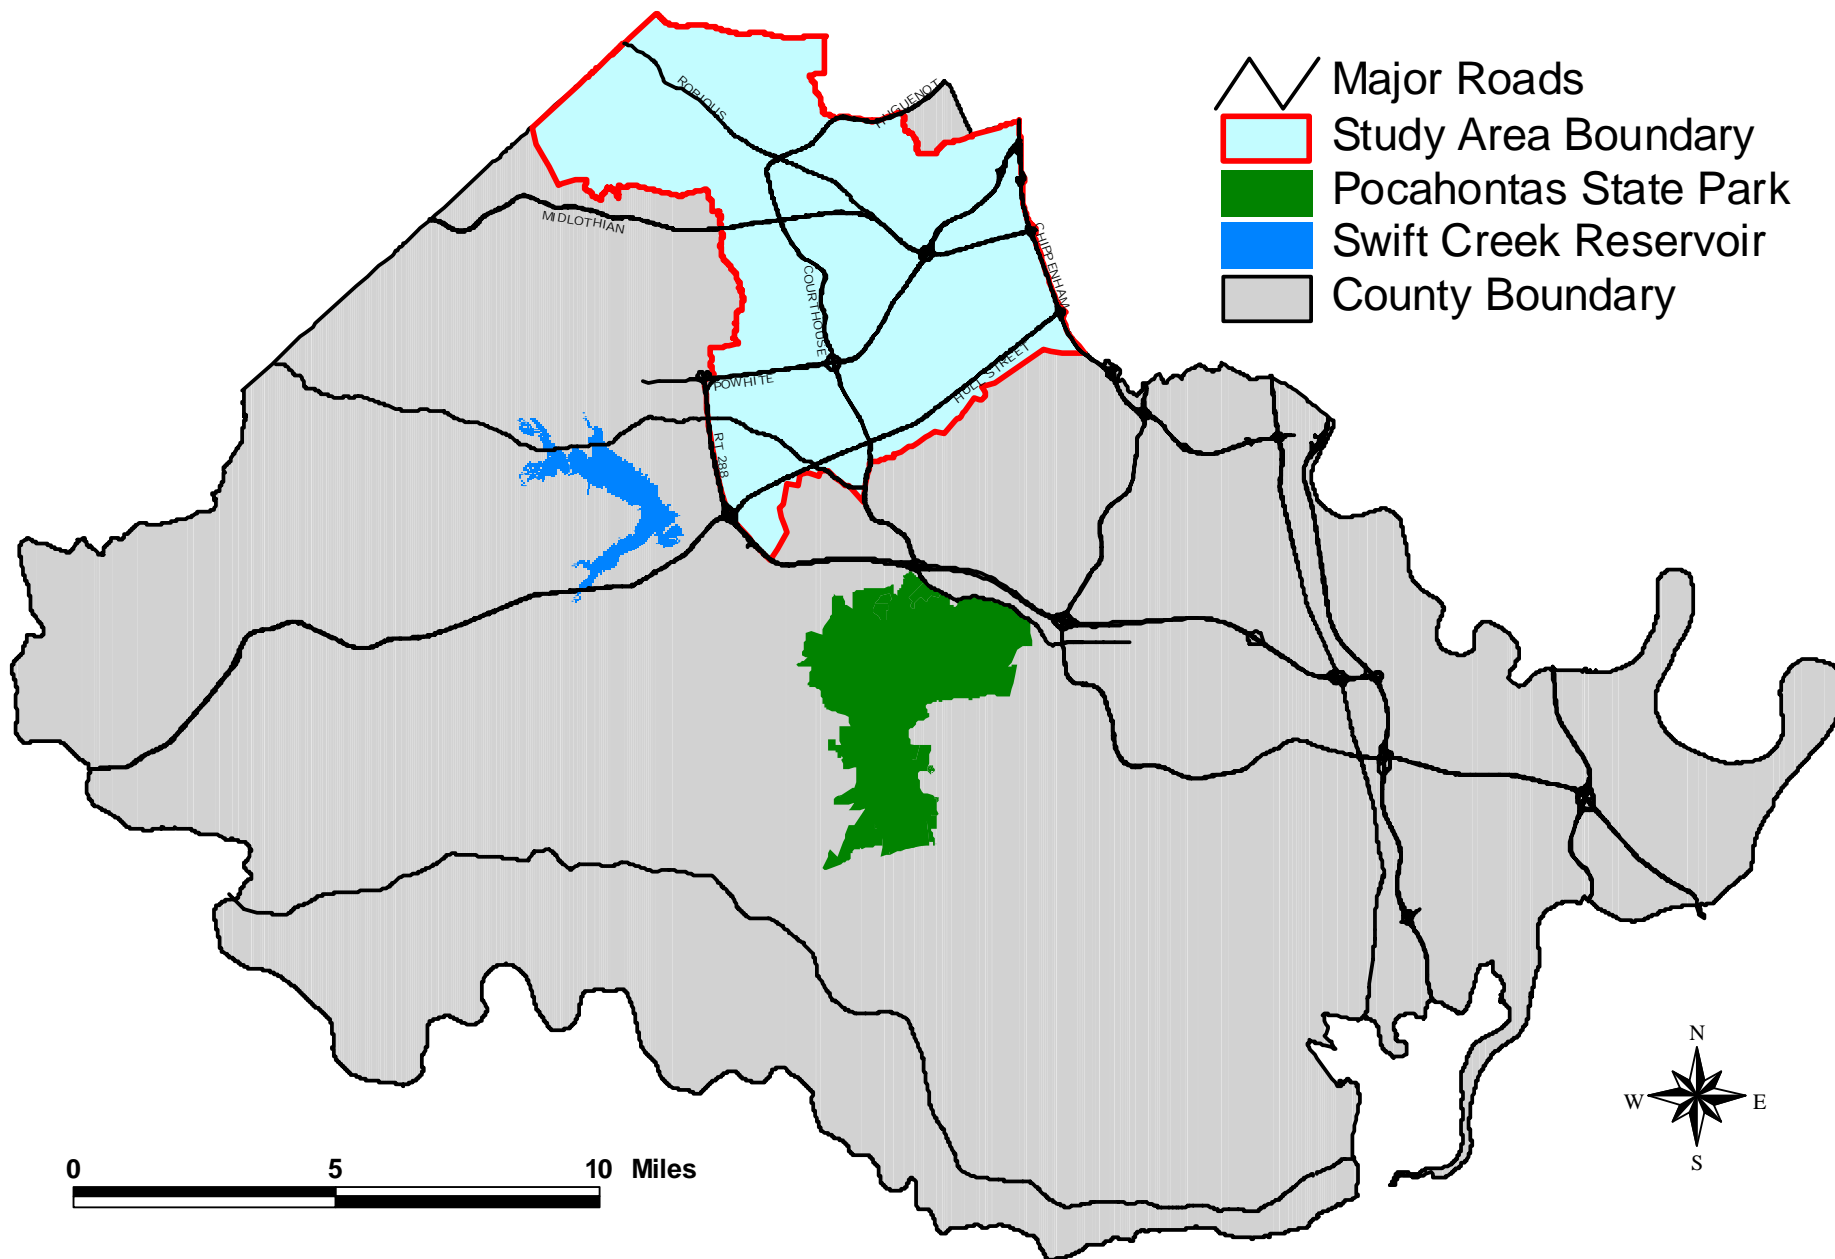 Major Roads
Study Area Boundary
Pocahontas State Park
Swift Creek Reservoir
County Boundary
ROBIOUS
HUGUENOT
MIDLOTHIAN
COURTHOUSE
CHIPPENHAM
HULL STREET
POWHITE
RT 288
N
W E
S
0 5 10 Miles